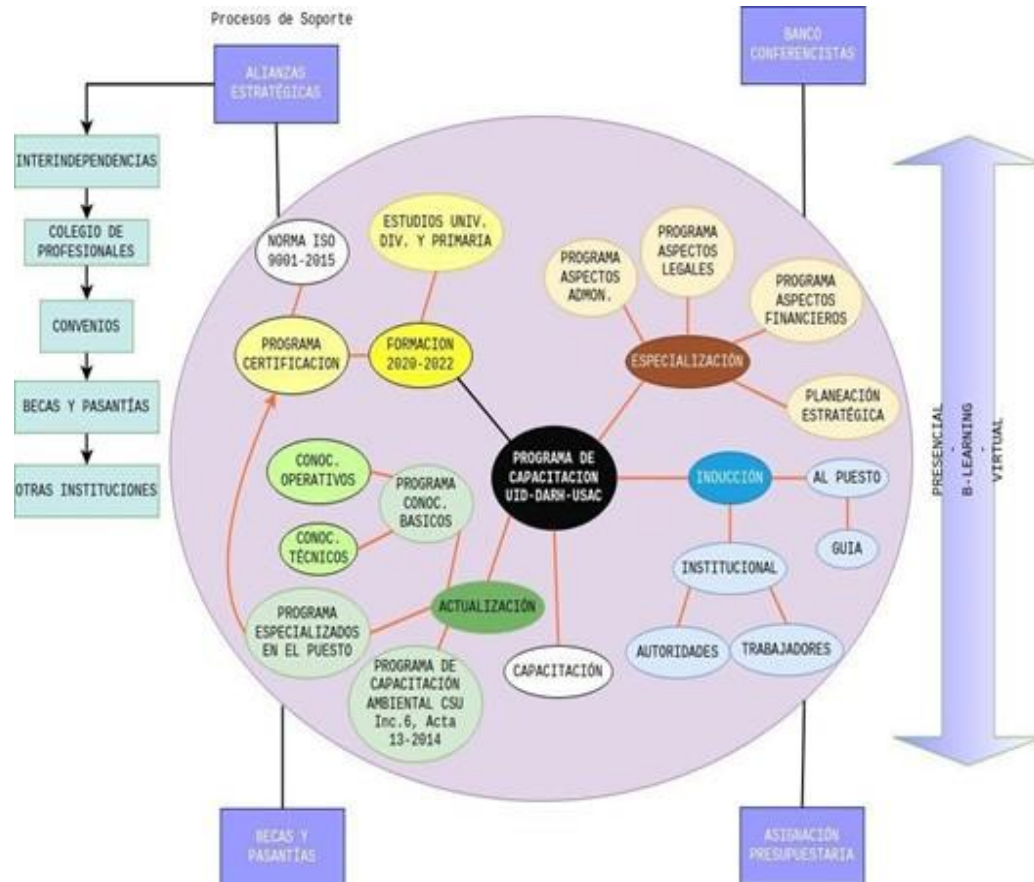 Procesos de Soporte
ALIANZAS
ESTRATÉGICAS
BANCO
CONFERENCISTAS
INTERINDEPENDENCIAS
COLEGIO DE
PROFESIONALES
CONVENIOS
BECAS Y PASANTÍAS
OTRAS INSTITUCIONES
NORMA ISO
9001-2015
ESTUDIOS UNIV.
DIV. Y PRIMARIA
PROGRAMA
CERTIFICACION
FORMACION
2020-2022
PROGRAMA
ASPECTOS
ADMON.
PROGRAMA
ASPECTOS
LEGALES
PROGRAMA
ASPECTOS
FINANCIEROS
ESPECIALIZACIÓN
PLANEACIÓN
ESTRATÉGICA
PROGRAMA DE
CAPACITACION
UID-DARH-USAC
CONOC.
OPERATIVOS
PROGRAMA
CONOC.
BASICOS
CONOC.
TÉCNICOS
INDUCCIÓN
AL PUESTO
GUIA
INSTITUCIONAL
AUTORIDADES
TRABAJADORES
ACTUALIZACIÓN
PROGRAMA
ESPECIALIZADOS
EN EL PUESTO
PROGRAMA DE
CAPACITACIÓN
AMBIENTAL CSU
Inc.6, Acta
13-2014
CAPACITACIÓN
PRESENCIAL
-
B-LEARNING
-
VIRTUAL
BECAS Y
PASANTÍAS
ASIGNACIÓN
PRESUPUESTARIA